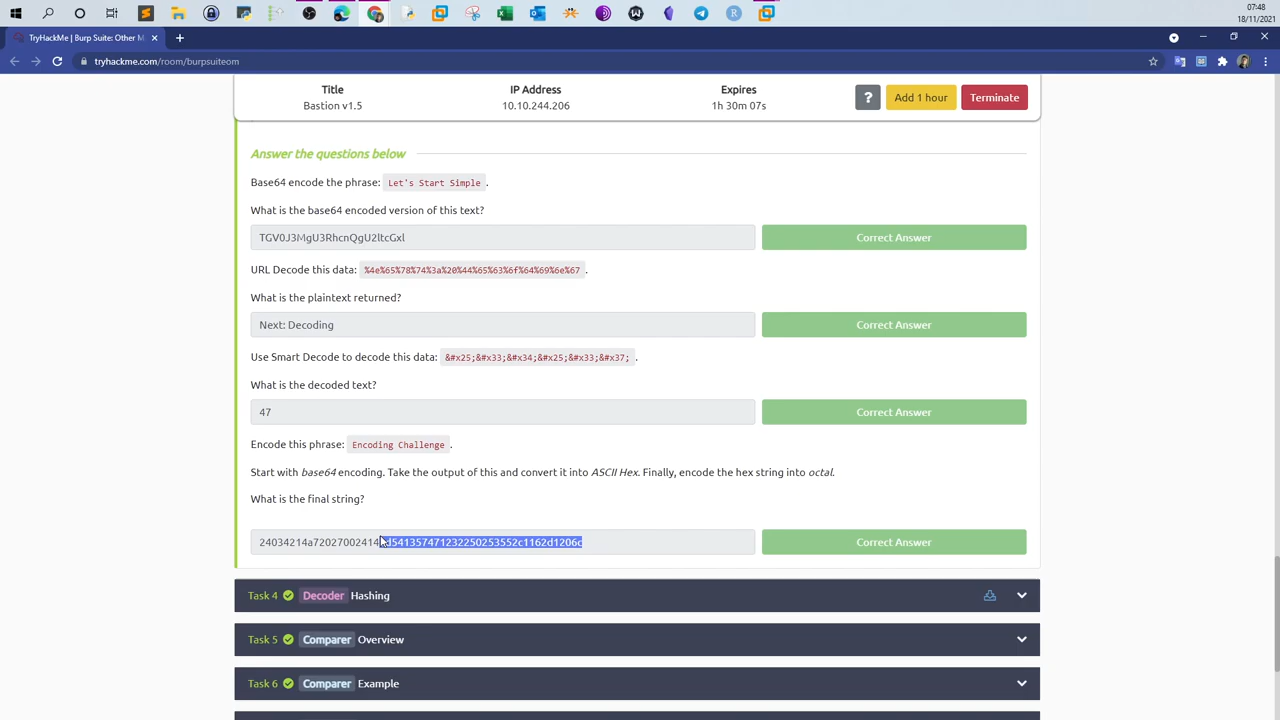 07:48
18/11/2021
TryHackMe | Burp Suite: Other M
tryhackme.com/room/burpsuiteom
Title IP Address Expires
Bastion v1.5 10.10.244.206 1h 30m 07s
? Add 1 hour Terminate
Answer the questions below
Base64 encode the phrase: Let's Start Simple .
What is the base64 encoded version of this text?
TGV0J3MgU3RhcnQgU2ltcGxl Correct Answer
URL Decode this data: %4e%65%78%74%3a%20%44%65%63%6f%64%69%6e%67 .
What is the plaintext returned?
Next: Decoding Correct Answer
Use Smart Decode to decode this data: &#x25;&#x33;&#x34;&#x25;&#x33;&#x37; .
What is the decoded text?
47 Correct Answer
Encode this phrase: Encoding Challenge .
Start with base64 encoding. Take the output of this and convert it into ASCII Hex. Finally, encode the hex string into octal.
What is the final string?
Correct Answer
Task 4 Decoder Hashing
Task 5 Comparer Overview
Task 6 Comparer Example